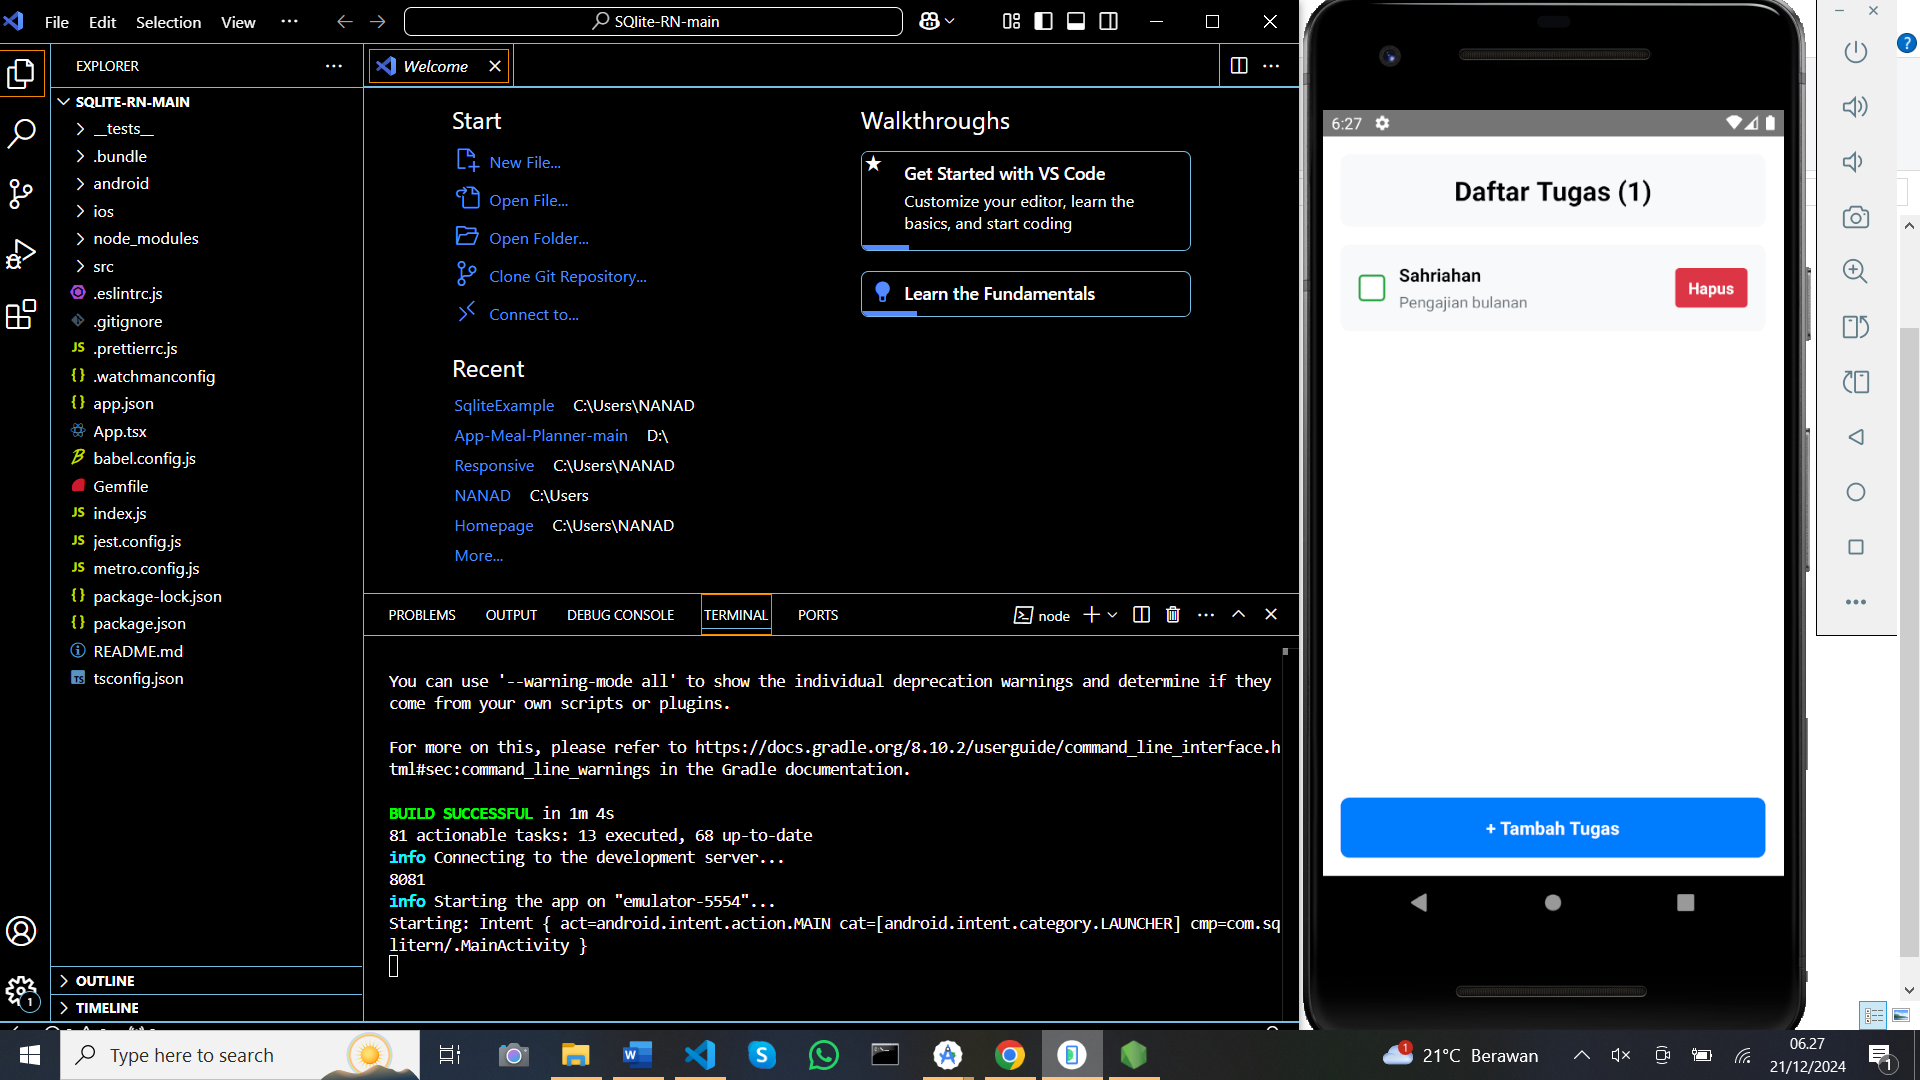 File Edit Selection View ···
SQlite-RN-main
EXPLORER
SQLITE-RN-MAIN
__tests__
.bundle
android
ios
node_modules
src
.eslintrc.js
.gitignore
JS .prettierrc.js
{} .watchmanconfig
{} app.json
App.tsx
babel.config.js
Gemfile
JS index.js
JS jest.config.js
JS metro.config.js
{} package-lock.json
{} package.json
README.md
TS tsconfig.json
OUTLINE
TIMELINE
1
Welcome
Start
New File...
Open File...
Open Folder...
Clone Git Repository...
Connect to...
Recent
SqliteExample C:\Users\NANAD
App-Meal-Planner-main D:\
Responsive C:\Users\NANAD
NANAD C:\Users
Homepage C:\Users\NANAD
More...
Walkthroughs
Get Started with VS Code
Customize your editor, learn the
basics, and start coding
Learn the Fundamentals
PROBLEMS OUTPUT DEBUG CONSOLE TERMINAL PORTS
node
You can use '--warning-mode all' to show the individual deprecation warnings and determine if they
come from your own scripts or plugins.
For more on this, please refer to https://docs.gradle.org/8.10.2/userguide/command_line_interface.h
tml#sec:command_line_warnings in the Gradle documentation.
BUILD SUCCESSFUL in 1m 4s
81 actionable tasks: 13 executed, 68 up-to-date
info Connecting to the development server...
8081
info Starting the app on "emulator-5554"...
Starting: Intent { act=android.intent.action.MAIN cat=[android.intent.category.LAUNCHER] cmp=com.sq
litern/.MainActivity }
6:27
Daftar Tugas (1)
Sahriahan
Pengajian bulanan
Hapus
+ Tambah Tugas
?
Type here to search
1
21°C Berawan
06.27
21/12/2024
1